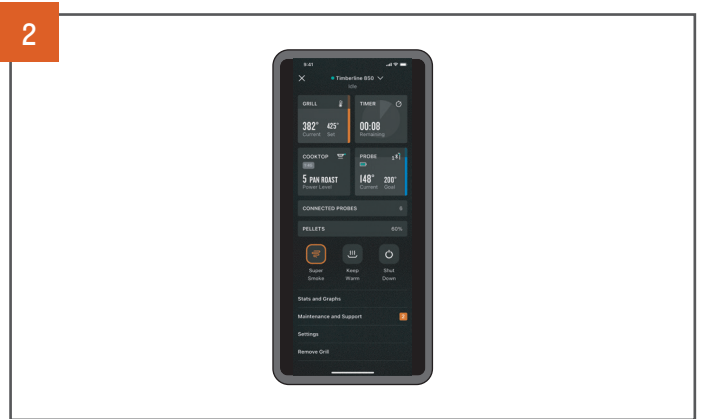 2
9:41
Timberline 850
Idle
GRILL
382° 425°
Current Set
TIMER
00:08
Remaining
COOKTOP
5 PAN ROAST
Power Level
PROBE
148° 200°
Current Goal
CONNECTED PROBES 6
PELLETS 60%
Super Smoke
Keep Warm
Shut Down
Stats and Graphs
Maintenance and Support 2
Settings
Remove Grill